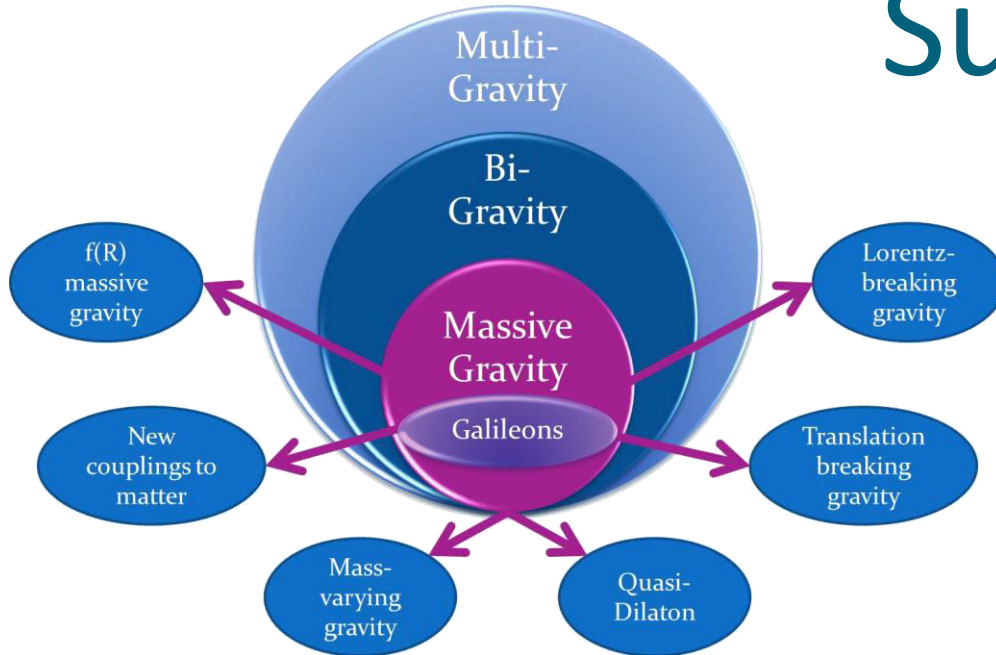 Su
Multi-
Gravity
Bi-
Gravity
f(R)
massive
gravity
Lorentz-
breaking
gravity
Massive
Gravity
Galileons
New
couplings to
matter
Translation
breaking
gravity
Mass-
varying
gravity
Quasi-
Dilaton